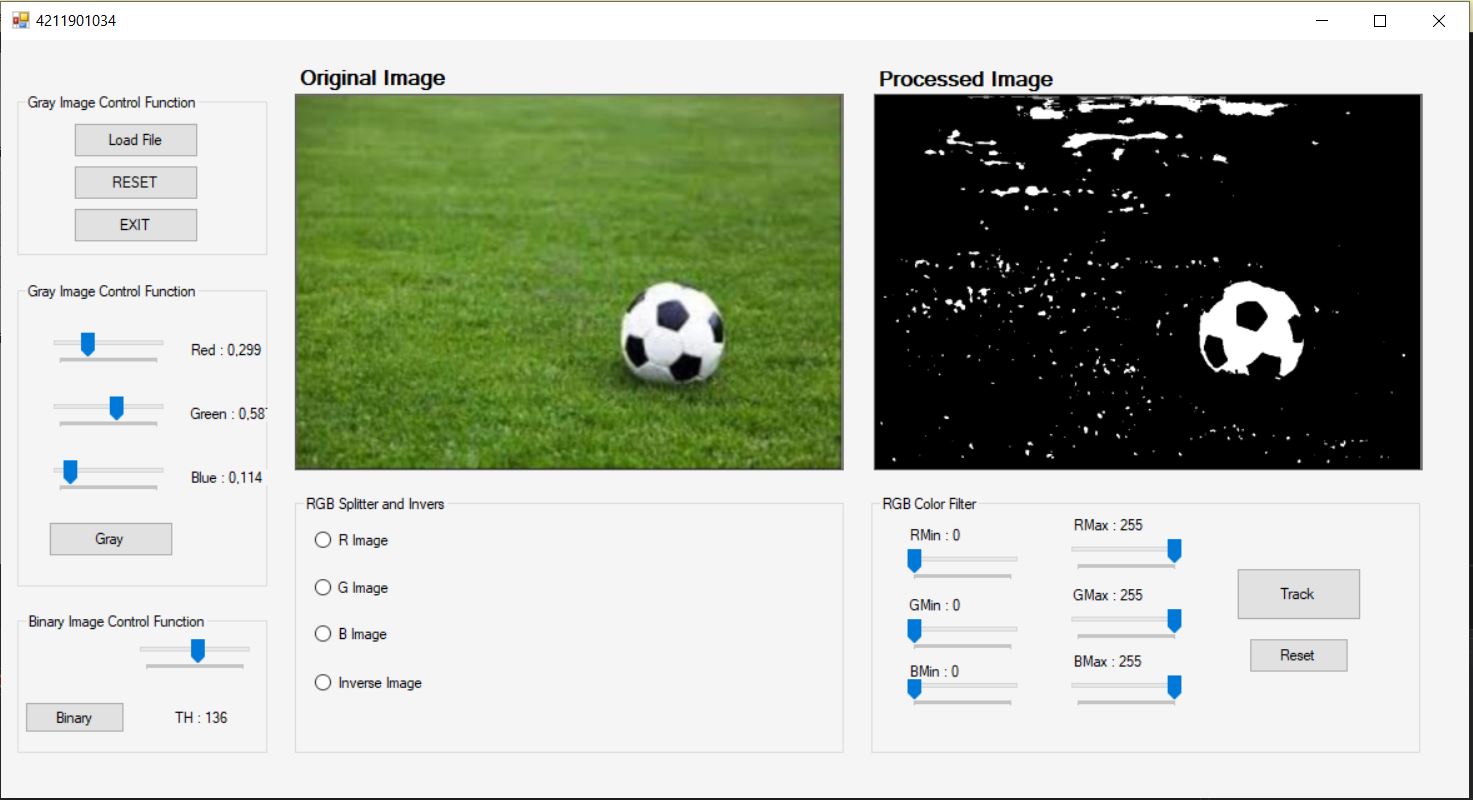 4211901034
Original Image
Processed Image
Gray Image Control Function
Load File
RESET
EXIT
Gray Image Control Function
Red : 0,299
Green : 0,587
Blue : 0,114
Gray
Binary Image Control Function
Binary
TH : 136
RGB Splitter and Invers
R Image
G Image
B Image
Inverse Image
RGB Color Filter
RMin : 0
RMax : 255
GMin : 0
GMax : 255
BMin : 0
BMax : 255
Track
Reset